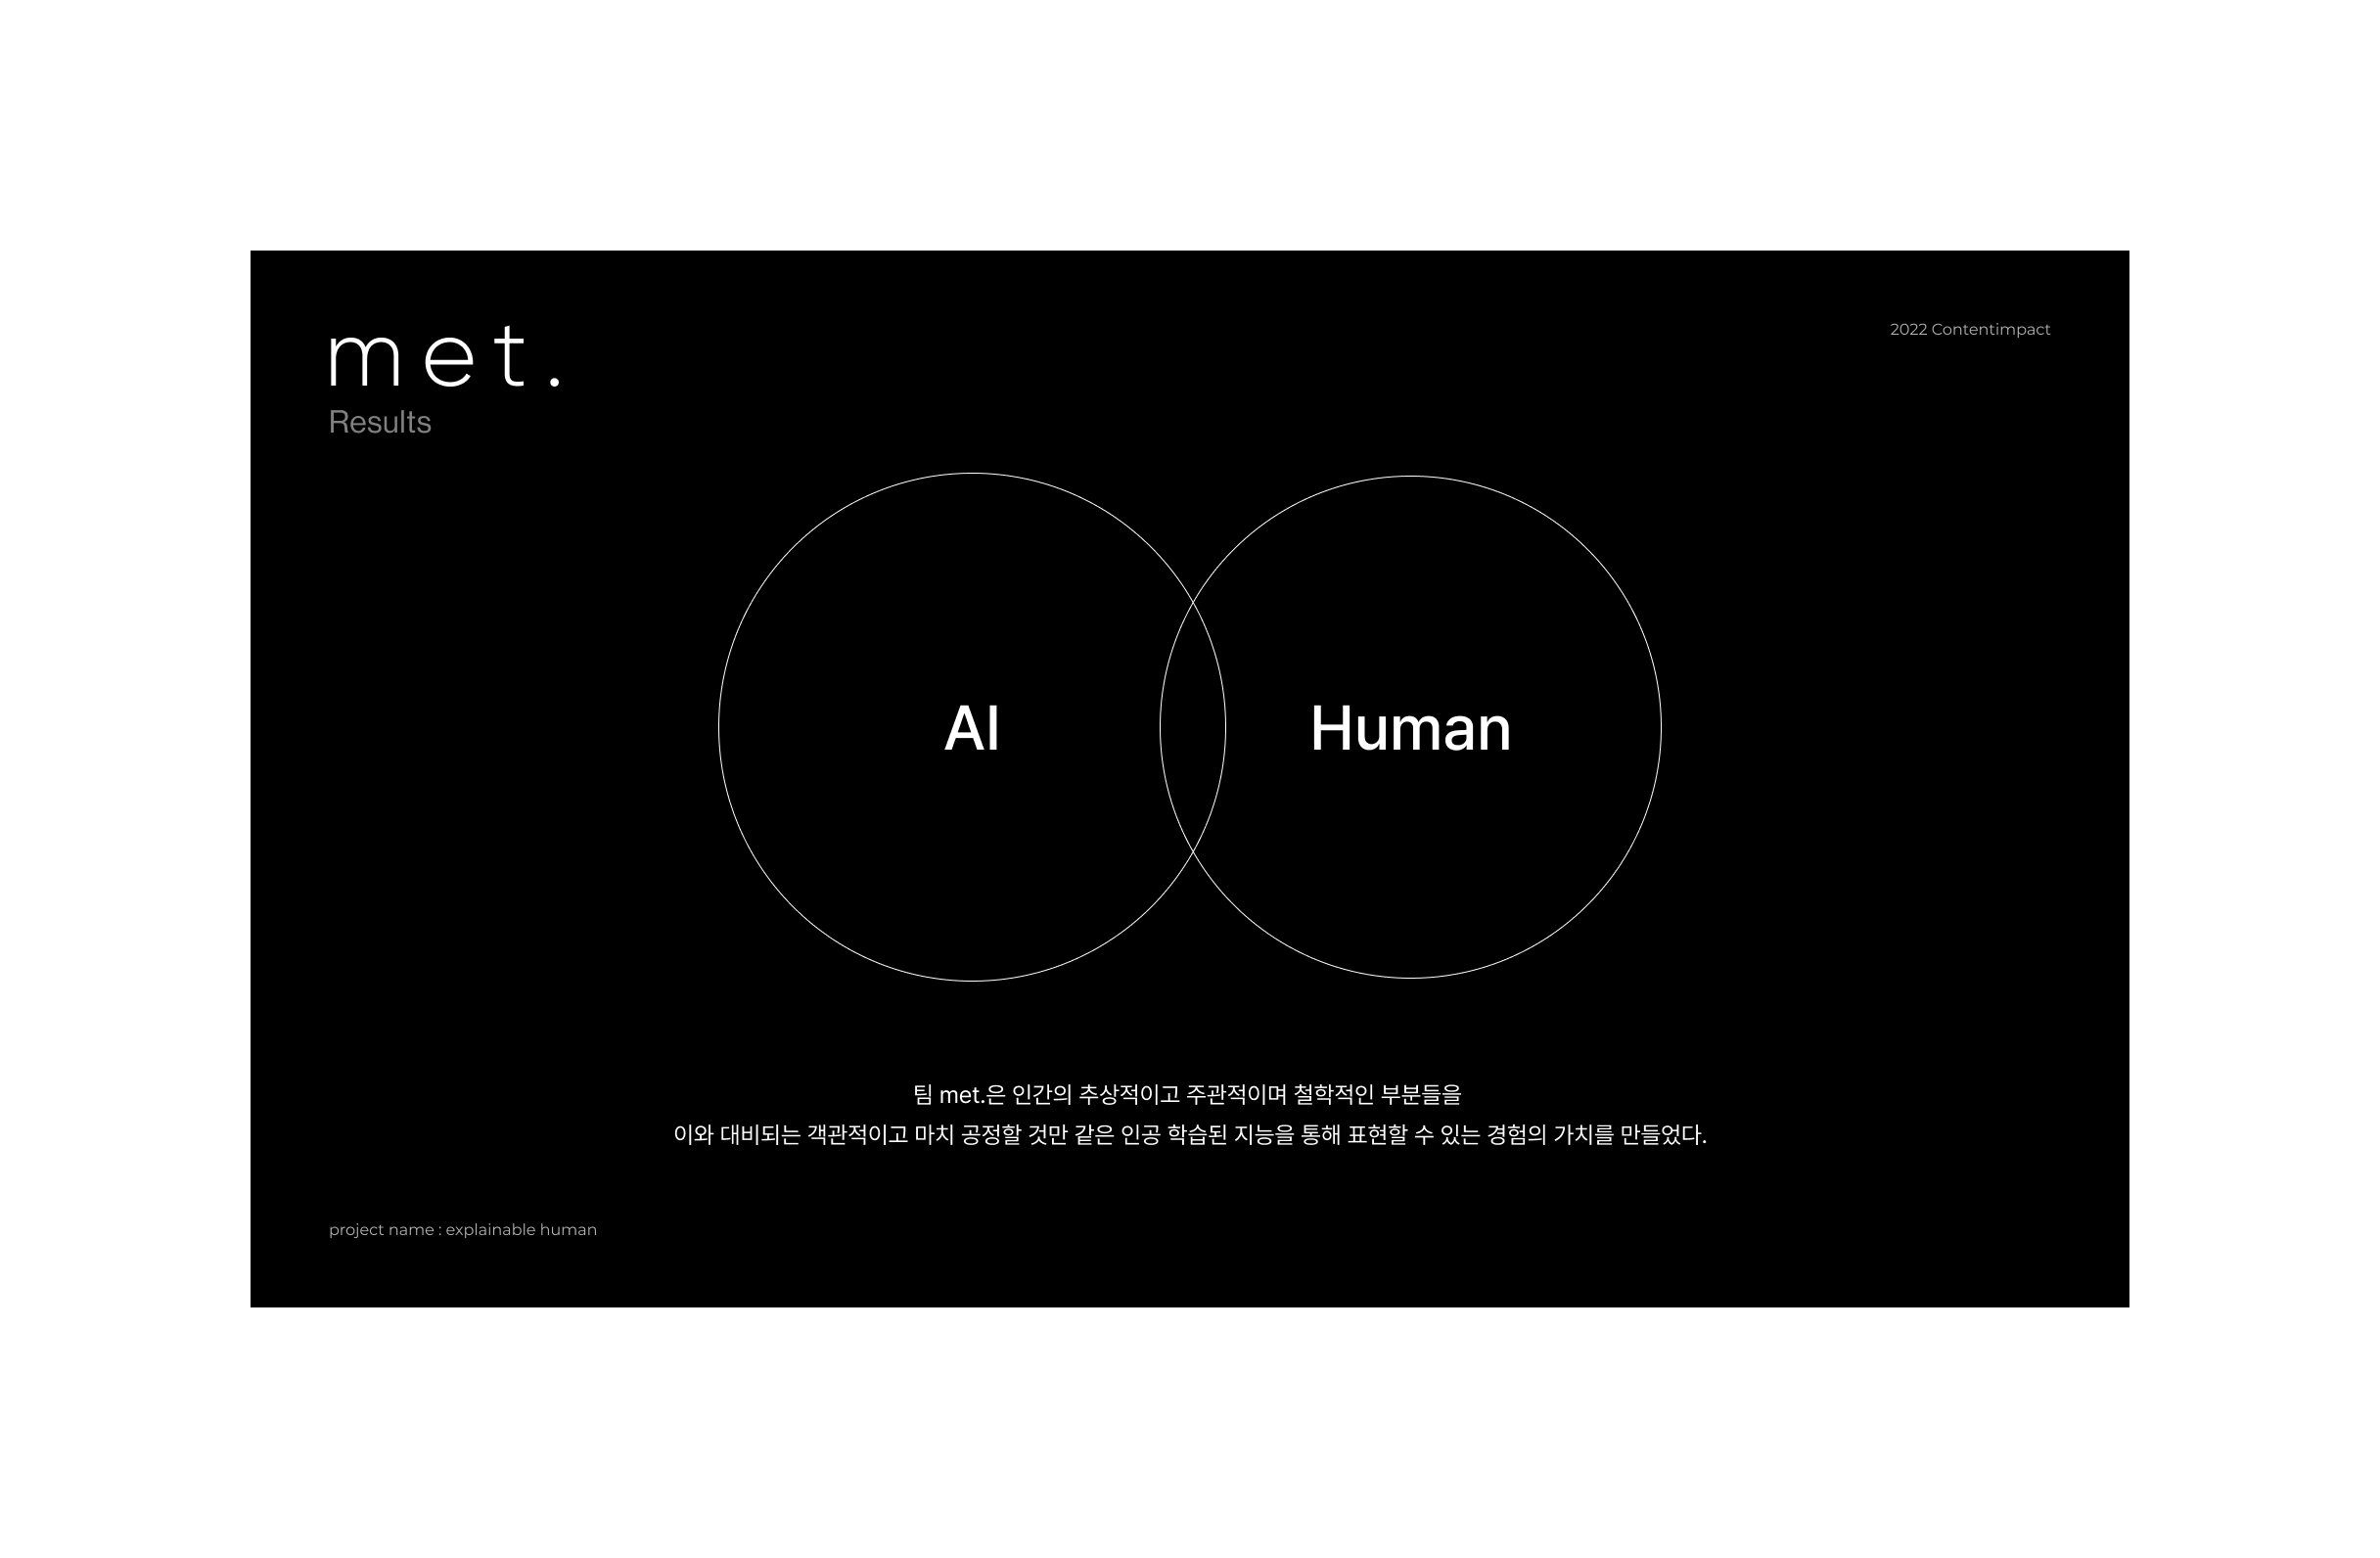 met.
2022 Contentimpact
Results
AI
Human
팀 met.은 인간의 추상적이고 주관적이며 철학적인 부분들을
이와 대비되는 객관적이고 마치 공정할 것만 같은 인공 학습된 지능을 통해 표현할 수 있는 경험의 가치를 만들었다.
project name : explainable human